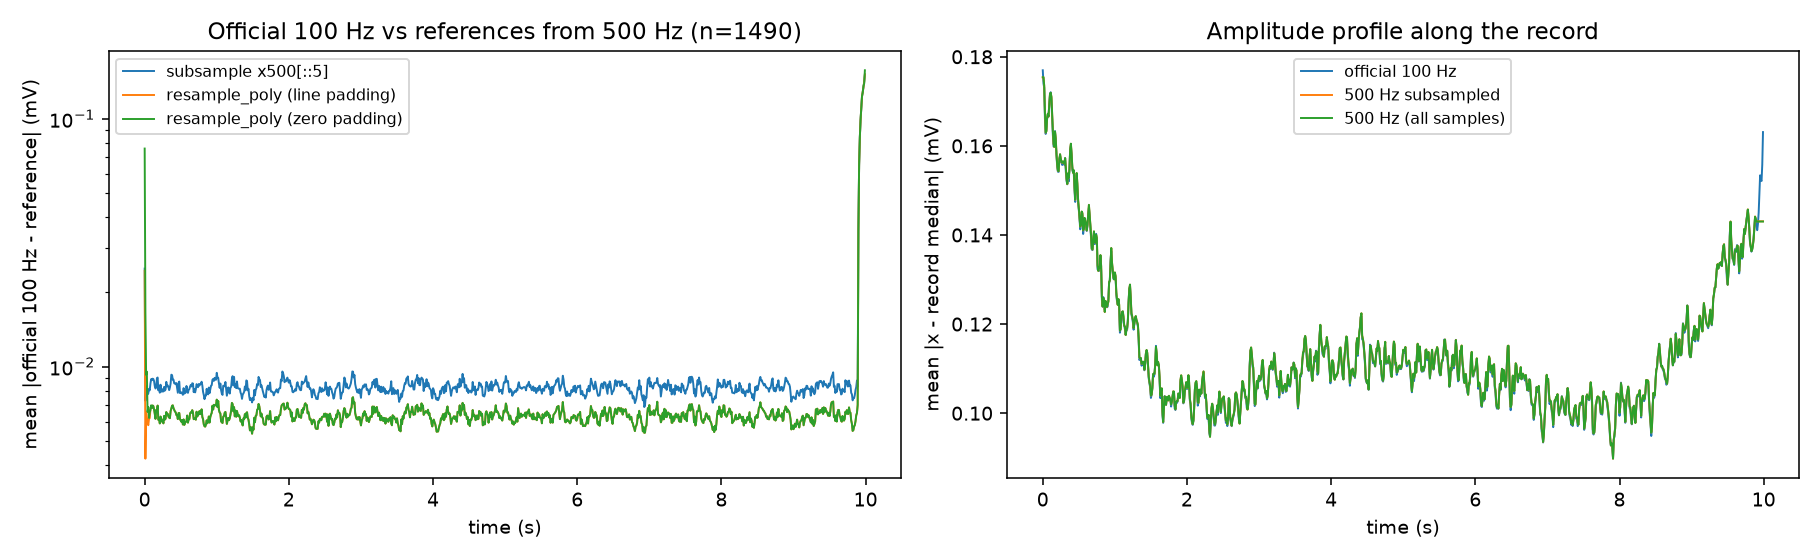 Official 100 Hz vs references from 500 Hz (n=1490)
mean |official 100 Hz - reference| (mV)
10⁻¹
10⁻²
subsample x500[::5]
resample_poly (line padding)
resample_poly (zero padding)
0 2 4 6 8 10
time (s)
Amplitude profile along the record
mean |x - record median| (mV)
0.18
0.16
0.14
0.12
0.10
official 100 Hz
500 Hz subsampled
500 Hz (all samples)
0 2 4 6 8 10
time (s)